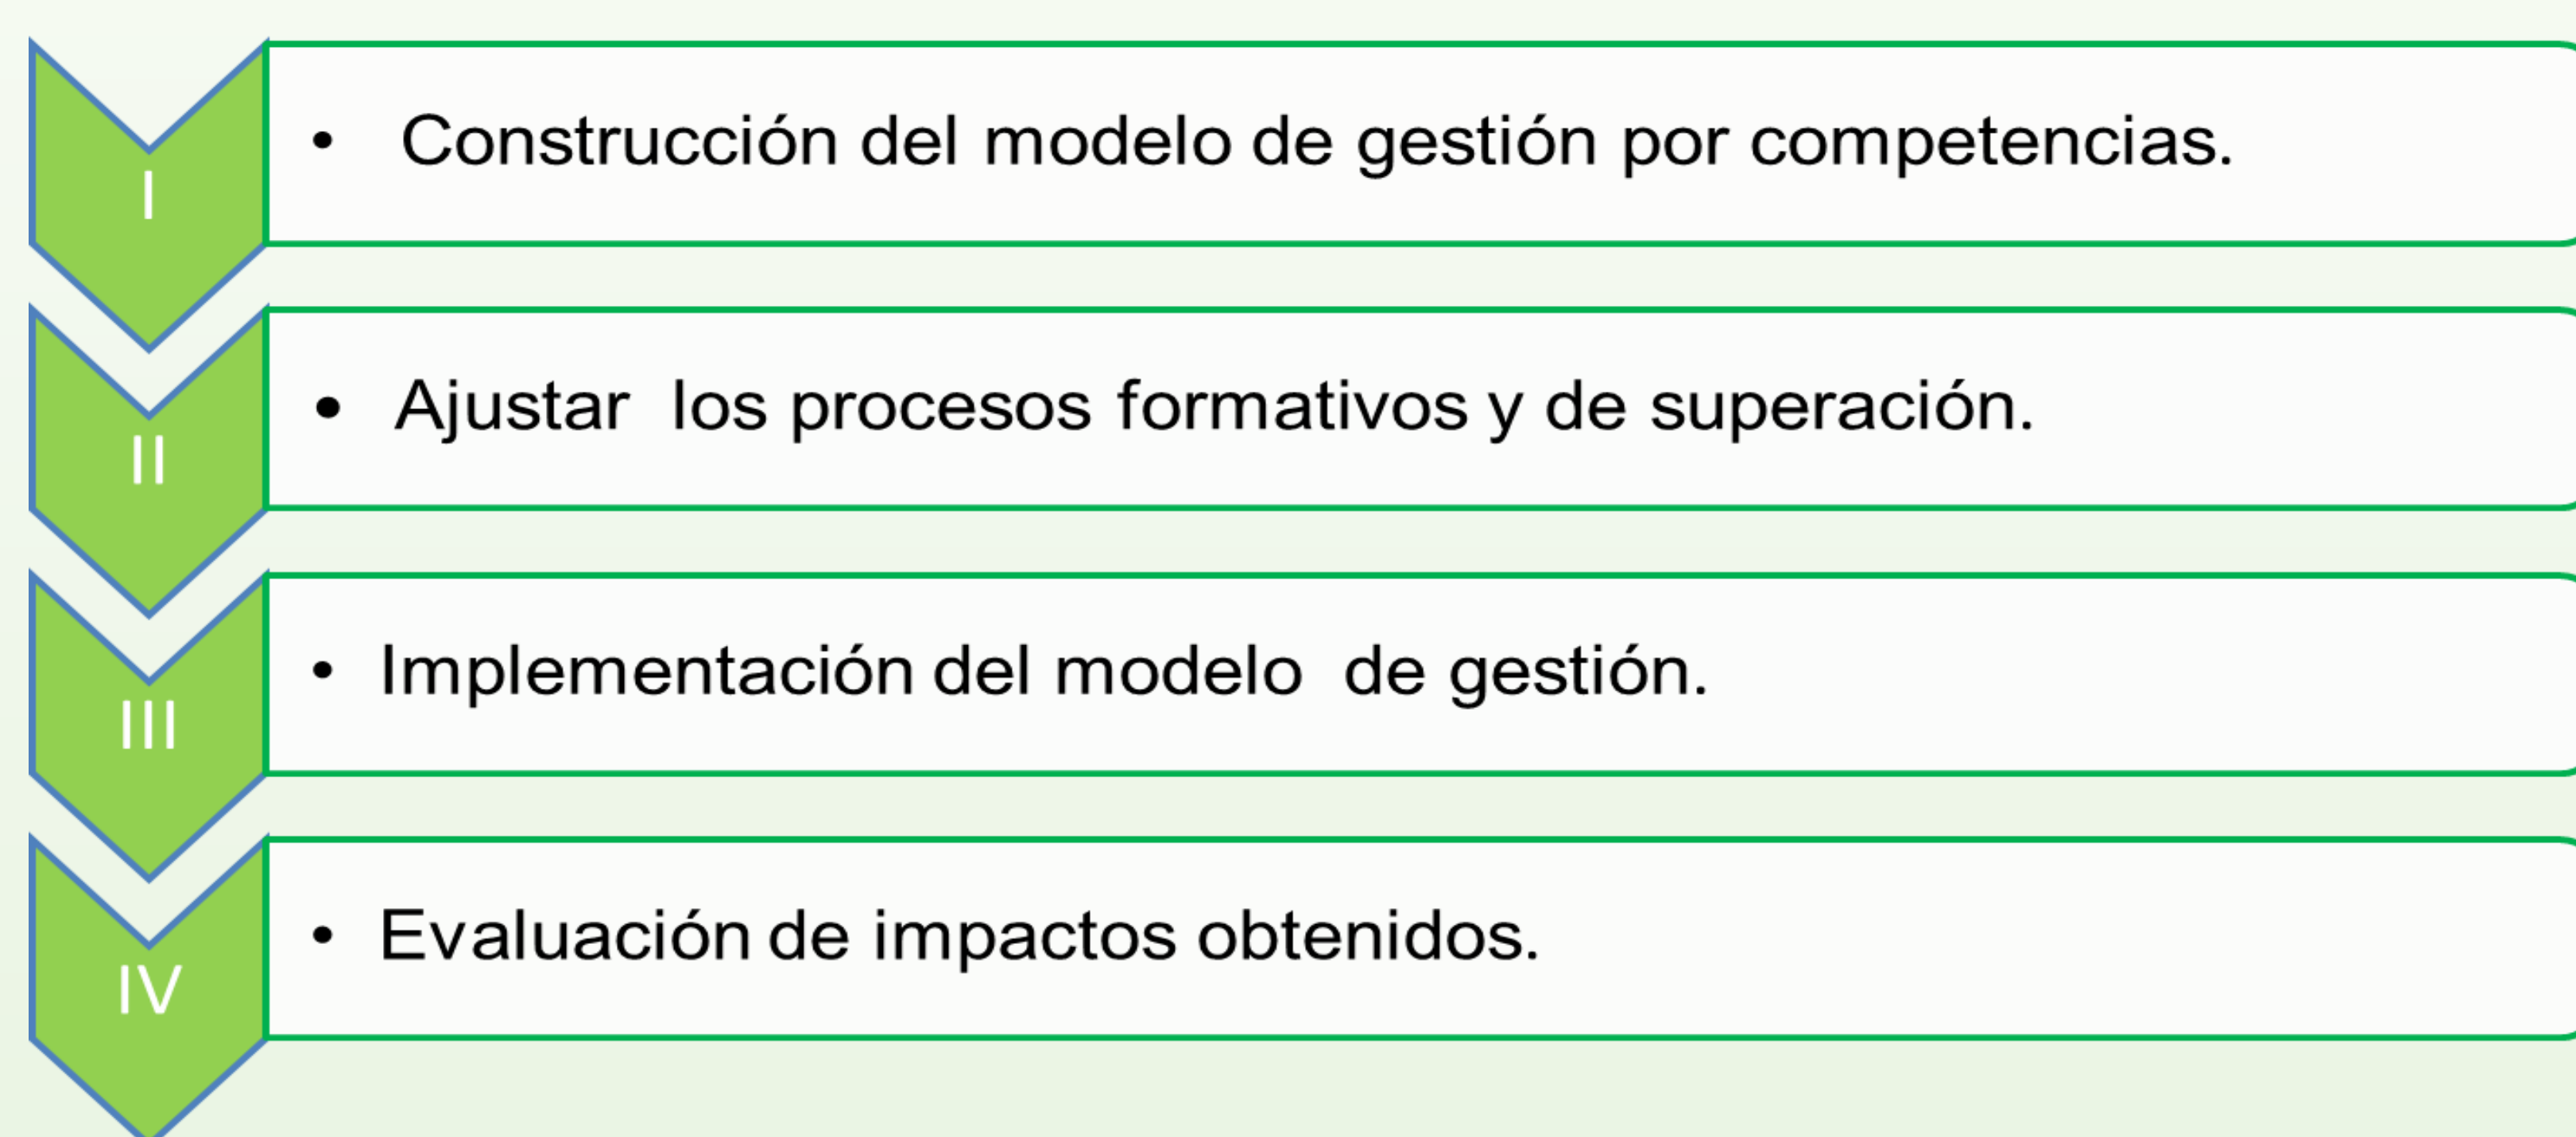 I
• Construcción del modelo de gestión por competencias.
II
• Ajustar los procesos formativos y de superación.
III
• Implementación del modelo de gestión.
IV
• Evaluación de impactos obtenidos.